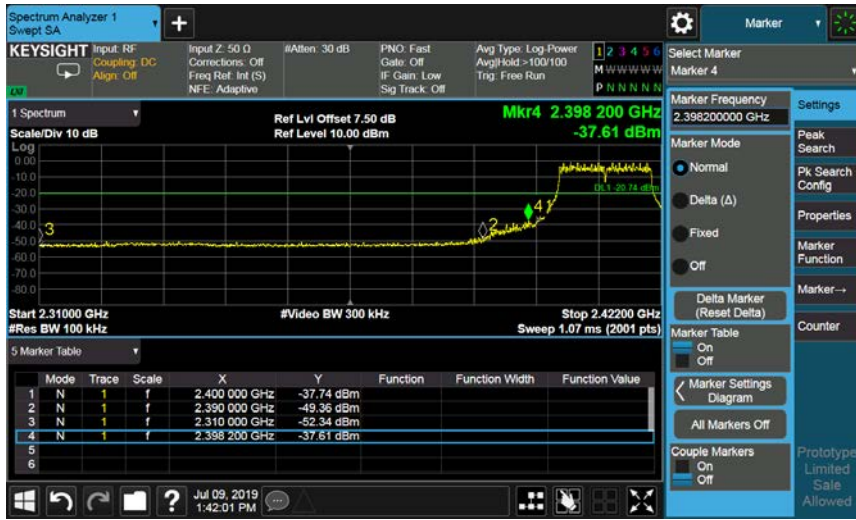 Spectrum Analyzer 1
Swept SA
+
Marker
KEYSIGHT
Input: RF
Coupling: DC
Align: Off
Input Z: 50 Ω
Corrections: Off
Freq Ref: Int (S)
NFE: Adaptive
#Atten: 30 dB
PNO: Fast
Gate: Off
IF Gain: Low
Sig Track: Off
Avg Type: Log-Power
Avg|Hold:>100/100
Trig: Free Run
1 2 3 4 5 6
M W W W W W
P N N N N N
LXI
Select Marker
Marker 4
1 Spectrum
Scale/Div 10 dB
Ref Lvl Offset 7.50 dB
Ref Level 10.00 dBm
Mkr4 2.398 200 GHz
-37.61 dBm
Log
0.00
-10.0
-20.0
-30.0
-40.0
-50.0
-60.0
-70.0
-80.0
DL1 -20.74 dBm
3
2
4
1
Start 2.31000 GHz
#Res BW 100 kHz
#Video BW 300 kHz
Stop 2.42200 GHz
Sweep 1.07 ms (2001 pts)
5 Marker Table
Mode Trace Scale X Y Function Function Width Function Value
1 N 1 f 2.400 000 GHz -37.74 dBm
2 N 1 f 2.390 000 GHz -49.36 dBm
3 N 1 f 2.310 000 GHz -52.34 dBm
4 N 1 f 2.398 200 GHz -37.61 dBm
5
6
Marker Frequency
2.398200000 GHz
Marker Mode
Normal
Delta (Δ)
Fixed
Off
Delta Marker
(Reset Delta)
Marker Table
On
Off
Marker Settings
Diagram
All Markers Off
Couple Markers
On
Off
Settings
Peak
Search
Pk Search
Config
Properties
Marker
Function
Marker→
Counter
Prototype
Limited
Sale
Allowed
?
Jul 09, 2019
1:42:01 PM